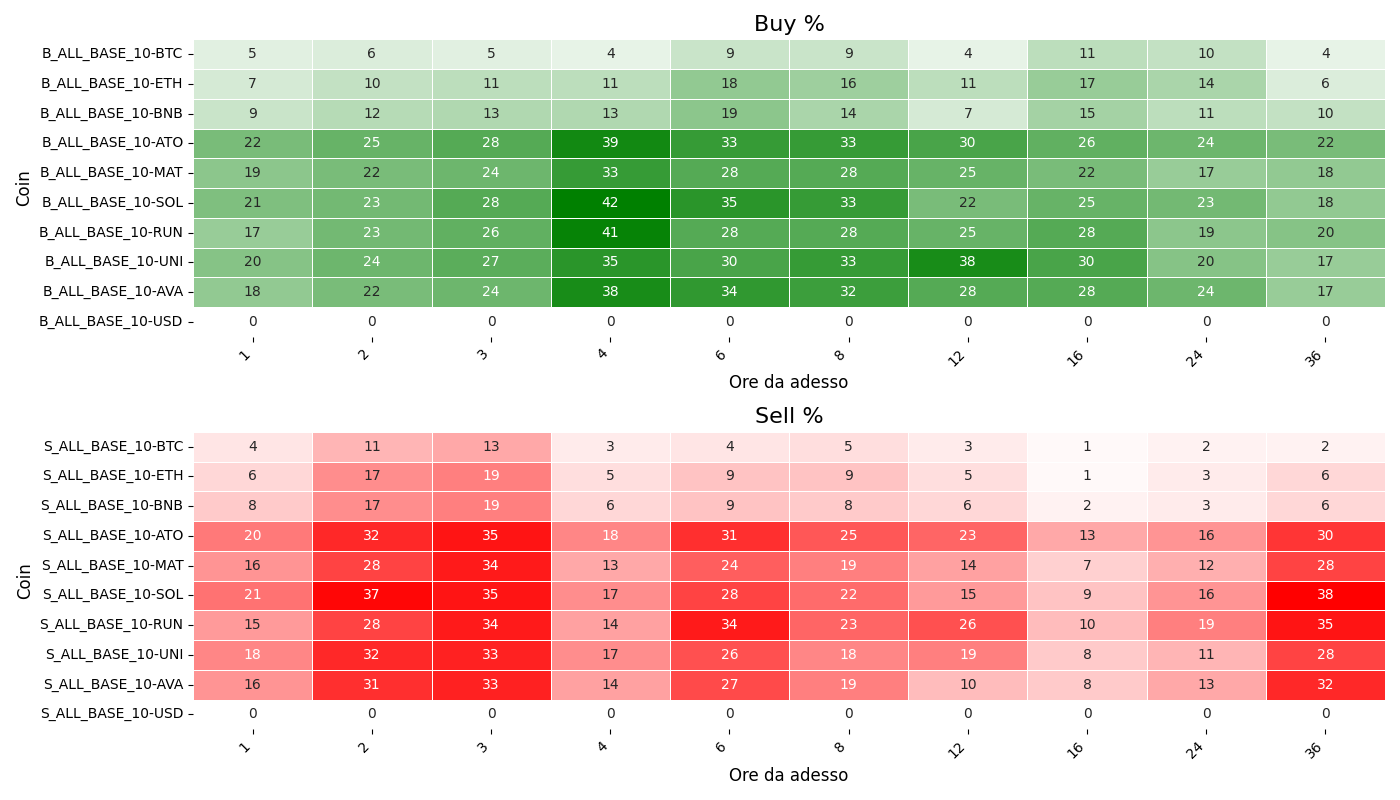 Buy %
Coin
B_ALL_BASE_10-BTC 5 6 5 4 9 9 4 11 10 4
B_ALL_BASE_10-ETH 7 10 11 11 18 16 11 17 14 6
B_ALL_BASE_10-BNB 9 12 13 13 19 14 7 15 11 10
B_ALL_BASE_10-ATO 22 25 28 39 33 33 30 26 24 22
B_ALL_BASE_10-MAT 19 22 24 33 28 28 25 22 17 18
B_ALL_BASE_10-SOL 21 23 28 42 35 33 22 25 23 18
B_ALL_BASE_10-RUN 17 23 26 41 28 28 25 28 19 20
B_ALL_BASE_10-UNI 20 24 27 35 30 33 38 30 20 17
B_ALL_BASE_10-AVA 18 22 24 38 34 32 28 28 24 17
B_ALL_BASE_10-USD 0 0 0 0 0 0 0 0 0 0
1 2 3 4 6 8 12 16 24 36
Ore da adesso
Sell %
Coin
S_ALL_BASE_10-BTC 4 11 13 3 4 5 3 1 2 2
S_ALL_BASE_10-ETH 6 17 19 5 9 9 5 1 3 6
S_ALL_BASE_10-BNB 8 17 19 6 9 8 6 2 3 6
S_ALL_BASE_10-ATO 20 32 35 18 31 25 23 13 16 30
S_ALL_BASE_10-MAT 16 28 34 13 24 19 14 7 12 28
S_ALL_BASE_10-SOL 21 37 35 17 28 22 15 9 16 38
S_ALL_BASE_10-RUN 15 28 34 14 34 23 26 10 19 35
S_ALL_BASE_10-UNI 18 32 33 17 26 18 19 8 11 28
S_ALL_BASE_10-AVA 16 31 33 14 27 19 10 8 13 32
S_ALL_BASE_10-USD 0 0 0 0 0 0 0 0 0 0
1 2 3 4 6 8 12 16 24 36
Ore da adesso